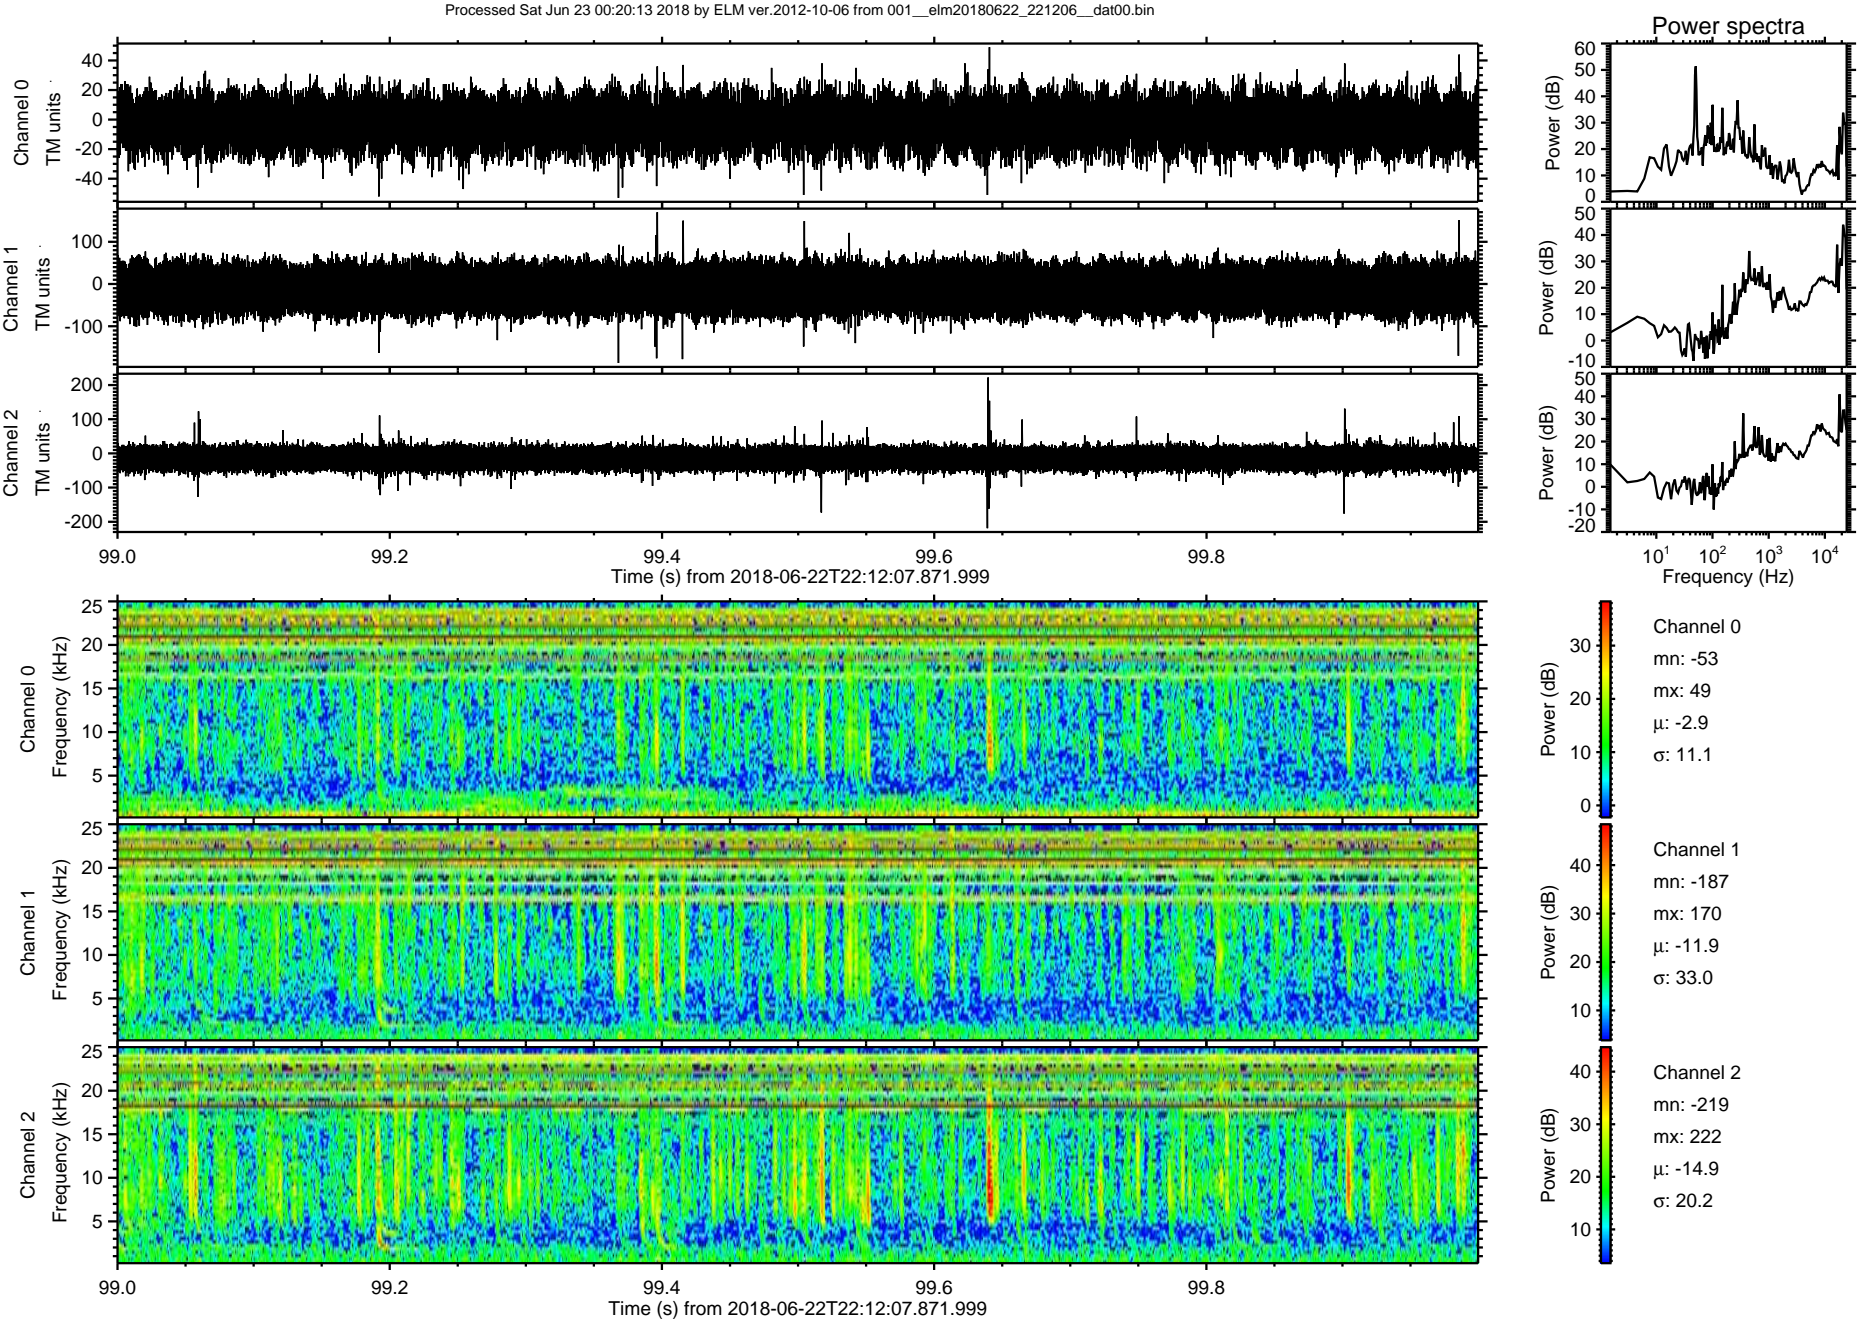 Processed Sat Jun 23 00:20:13 2018 by ELM ver.2012-10-06 from 001__elm20180622_221206__dat00.bin
Power spectra
Channel 0
TM units
40
20
0
-20
-40
Power (dB)
60
50
40
30
20
10
0
Channel 1
TM units
100
0
-100
Power (dB)
50
40
30
20
10
0
-10
Channel 2
TM units
200
100
0
-100
-200
Power (dB)
50
40
30
20
10
0
-10
-20
99.0 99.2 99.4 99.6 99.8
Time (s) from 2018-06-22T22:12:07.871.999
10^1 10^2 10^3 10^4
Frequency (Hz)
Channel 0
Frequency (kHz)
25
20
15
10
5
Power (dB)
30
20
10
0
Channel 0
mn: -53
mx: 49
µ: -2.9
σ: 11.1
Channel 1
Frequency (kHz)
25
20
15
10
5
Power (dB)
40
30
20
10
Channel 1
mn: -187
mx: 170
µ: -11.9
σ: 33.0
Channel 2
Frequency (kHz)
25
20
15
10
5
Power (dB)
40
30
20
10
Channel 2
mn: -219
mx: 222
µ: -14.9
σ: 20.2
99.0 99.2 99.4 99.6 99.8
Time (s) from 2018-06-22T22:12:07.871.999